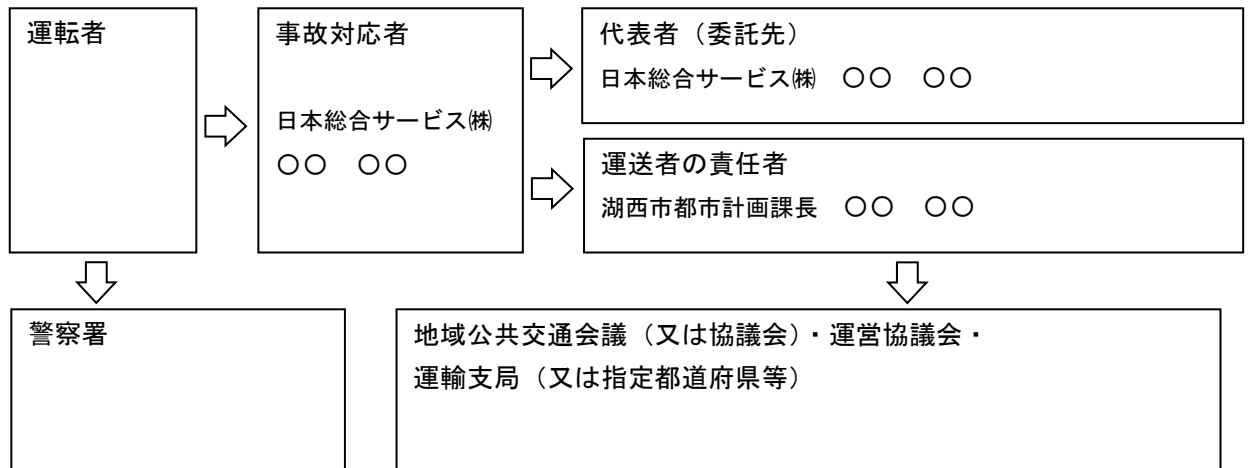 運転者
事故対応者
日本総合サービス㈱
〇〇　〇〇
代表者（委託先）
日本総合サービス㈱　〇〇　〇〇
運送者の責任者
湖西市都市計画課長　〇〇　〇〇
警察署
地域公共交通会議（又は協議会）・運営協議会・
運輸支局（又は指定都道府県等）